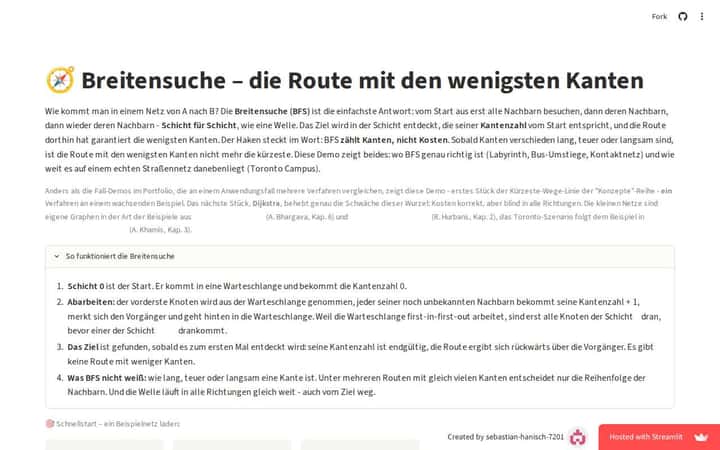 Fork
Breitensuche – die Route mit den wenigsten Kanten
Wie kommt man in einem Netz von A nach B? Die Breitensuche (BFS) ist die einfachste Antwort: vom Start aus erst alle Nachbarn besuchen, dann deren Nachbarn,
dann wieder deren Nachbarn - Schicht für Schicht, wie eine Welle. Das Ziel wird in der Schicht entdeckt, die seiner Kantenzahl vom Start entspricht, und die Route
dorthin hat garantiert die wenigsten Kanten. Der Haken steckt im Wort: BFS zählt Kanten, nicht Kosten. Sobald Kanten verschieden lang, teuer oder langsam sind,
ist die Route mit den wenigsten Kanten nicht mehr die kürzeste. Diese Demo zeigt beides: wo BFS genau richtig ist (Labyrinth, Bus-Umstiege, Kontaktnetz) und wie
weit es auf einem echten Straßennetz danebenliegt (Toronto Campus).
Anders als die Fall-Demos im Portfolio, die an einem Anwendungsfall mehrere Verfahren vergleichen, zeigt diese Demo - erstes Stück der Kürzeste-Wege-Linie der "Konzepte"-Reihe - ein
Verfahren an einem wachsenden Beispiel. Das nächste Stück, Dijkstra, behebt genau die Schwäche dieser Wurzel: Kosten korrekt, aber blind in alle Richtungen. Die kleinen Netze sind
eigene Graphen in der Art der Beispiele aus (A. Bhargava, Kap. 6) und (R. Hurbans, Kap. 2), das Toronto-Szenario folgt dem Beispiel in
(A. Khamis, Kap. 3).
So funktioniert die Breitensuche
1. Schicht 0 ist der Start. Er kommt in eine Warteschlange und bekommt die Kantenzahl 0.
2. Abarbeiten: der vorderste Knoten wird aus der Warteschlange genommen, jeder seiner noch unbekannten Nachbarn bekommt seine Kantenzahl + 1,
merkt sich den Vorgänger und geht hinten in die Warteschlange. Weil die Warteschlange first-in-first-out arbeitet, sind erst alle Knoten der Schicht dran,
bevor einer der Schicht drankommt.
3. Das Ziel ist gefunden, sobald es zum ersten Mal entdeckt wird: seine Kantenzahl ist endgültig, die Route ergibt sich rückwärts über die Vorgänger. Es gibt
keine Route mit weniger Kanten.
4. Was BFS nicht weiß: wie lang, teuer oder langsam eine Kante ist. Unter mehreren Routen mit gleich vielen Kanten entscheidet nur die Reihenfolge der
Nachbarn. Und die Welle läuft in alle Richtungen gleich weit - auch vom Ziel weg.
Schnellstart – ein Beispielnetz laden:
Created by sebastian-hanisch-7201
Hosted with Streamlit